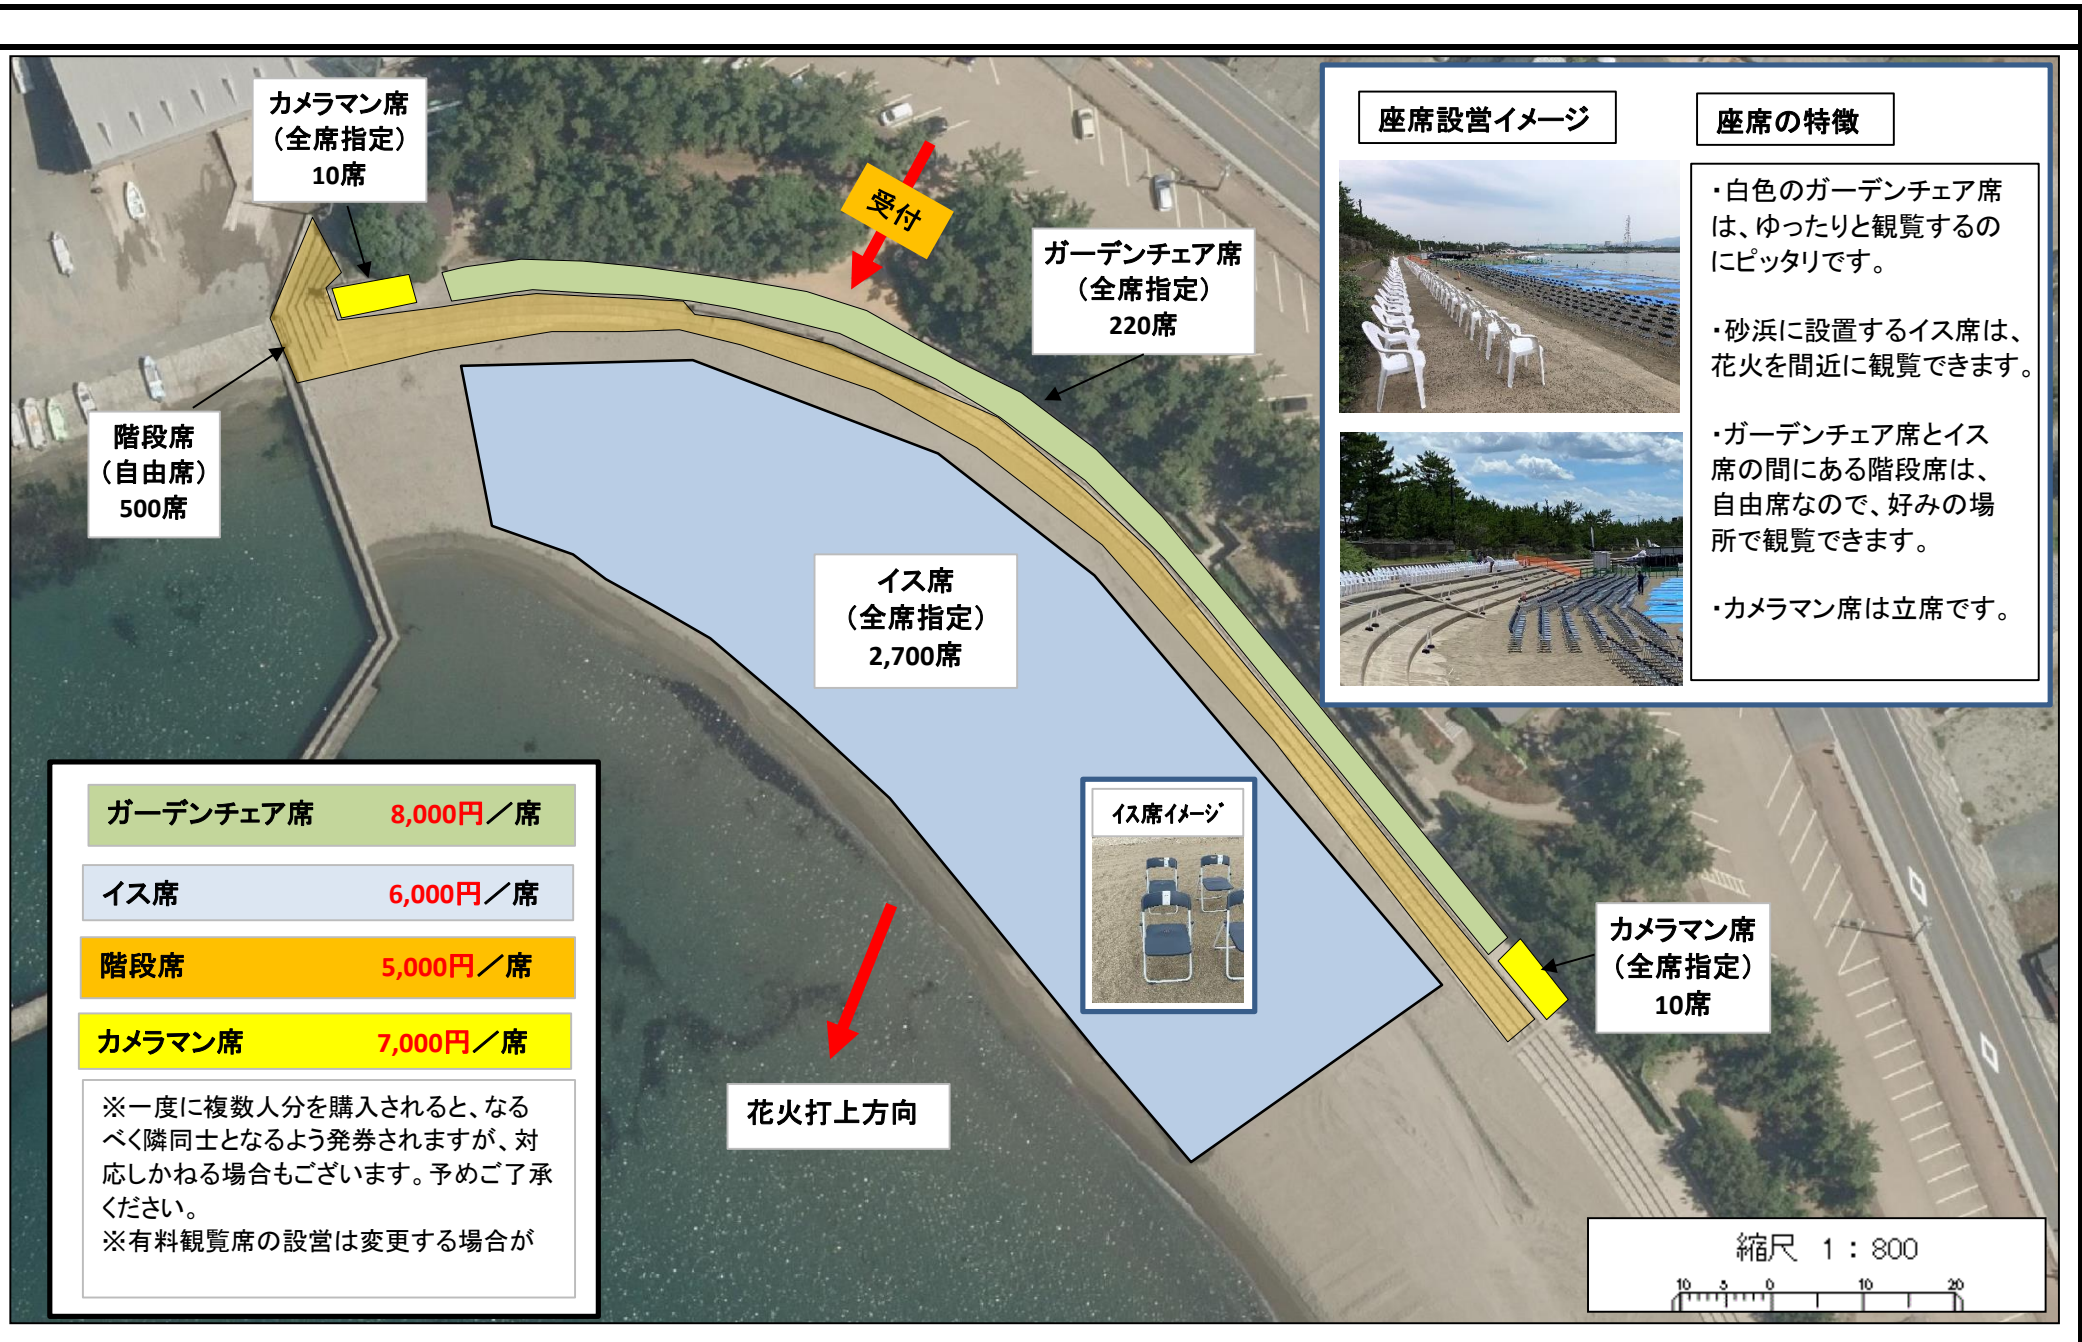 カメラマン席
（全席指定）
10席
受付
ガーデンチェア席
（全席指定）
220席
階段席
（自由席）
500席
イス席
（全席指定）
2,700席
イス席イメージ
カメラマン席
（全席指定）
10席
花火打上方向
座席設営イメージ
座席の特徴
・白色のガーデンチェア席
は、ゆったりと観覧するの
にピッタリです。
・砂浜に設置するイス席は、
花火を間近に観覧できます。
・ガーデンチェア席とイス
席の間にある階段席は、
自由席なので、好みの場
所で観覧できます。
・カメラマン席は立席です。
ガーデンチェア席 8,000円／席
イス席 6,000円／席
階段席 5,000円／席
カメラマン席 7,000円／席
※一度に複数人分を購入されると、なる
べく隣同士となるよう発券されますが、対
応しかねる場合もございます。予めご了承
ください。
※有料観覧席の設営は変更する場合が
縮尺 1：800
10 5 0 10 20